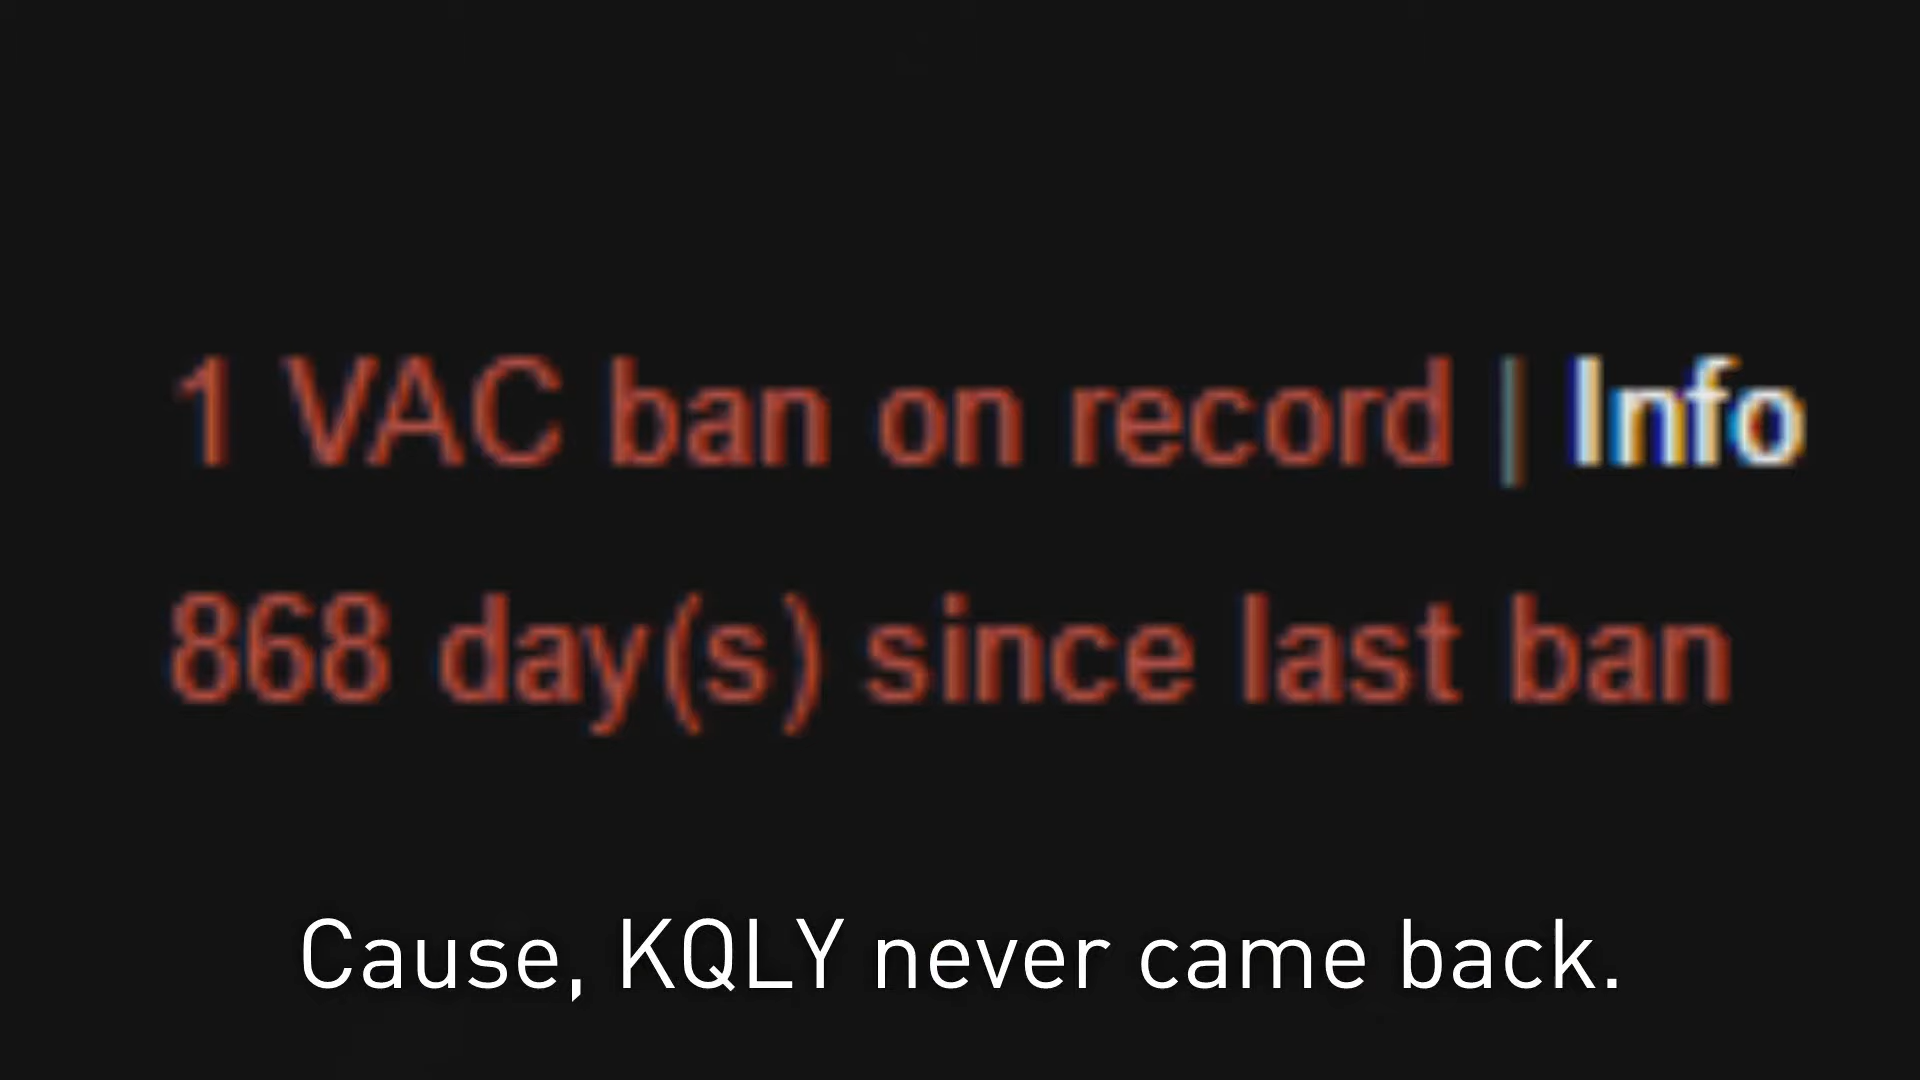 1 VAC ban on record | Info
868 day(s) since last ban
Cause, KQLY never came back.